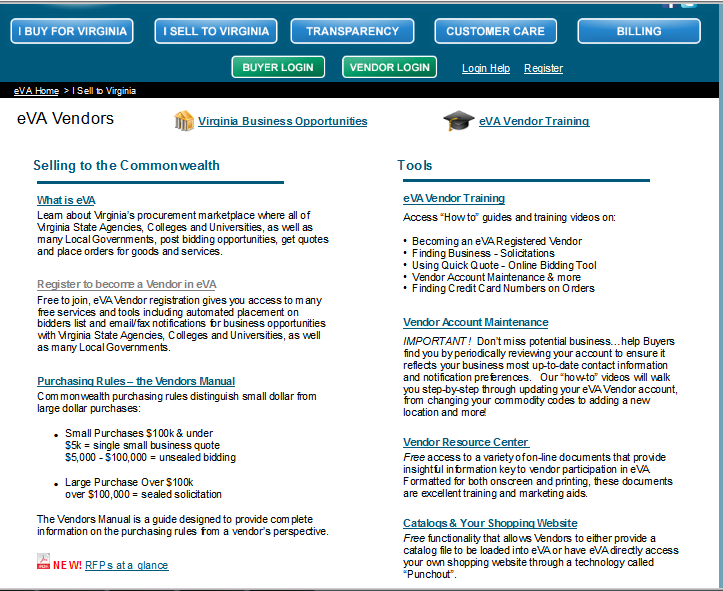 I BUY FOR VIRGINIA
I SELL TO VIRGINIA
TRANSPARENCY
CUSTOMER CARE
BILLING
BUYER LOGIN
VENDOR LOGIN
Login Help
Register
eVA Home > I Sell to Virginia
eVA Vendors
Virginia Business Opportunities
eVA Vendor Training
Selling to the Commonwealth
What is eVA
Learn about Virginia's procurement marketplace where all of
Virginia State Agencies, Colleges and Universities, as well as
many Local Governments, post bidding opportunities, get quotes
and place orders for goods and services.
Register to become a Vendor in eVA
Free to join, eVA Vendor registration gives you access to many
free services and tools including automated placement on
bidders list and email/fax notifications for business opportunities
with Virginia State Agencies, Colleges and Universities, as well
as many Local Governments.
Purchasing Rules – the Vendors Manual
Commonwealth purchasing rules distinguish small dollar from
large dollar purchases:
• Small Purchases $100k & under
$5k = single small business quote
$5,000 - $100,000 = unsealed bidding
• Large Purchase Over $100k
over $100,000 = sealed solicitation
The Vendors Manual is a guide designed to provide complete
information on the purchasing rules from a vendor's perspective.
NEW! RFPs at a glance
Tools
eVA Vendor Training
Access "How to" guides and training videos on:
• Becoming an eVA Registered Vendor
• Finding Business - Solicitations
• Using Quick Quote - Online Bidding Tool
• Vendor Account Maintenance & more
• Finding Credit Card Numbers on Orders
Vendor Account Maintenance
IMPORTANT! Don't miss potential business…help Buyers
find you by periodically reviewing your account to ensure it
reflects your business most up-to-date contact information
and notification preferences. Our "how-to" videos will walk
you step-by-step through updating your eVA Vendor account,
from changing your commodity codes to adding a new
location and more!
Vendor Resource Center
Free access to a variety of on-line documents that provide
insightful information key to vendor participation in eVA
Formatted for both onscreen and printing, these documents
are excellent training and marketing aids.
Catalogs & Your Shopping Website
Free functionality that allows Vendors to either provide a
catalog file to be loaded into eVA or have eVA directly access
your own shopping website through a technology called
"Punchout".